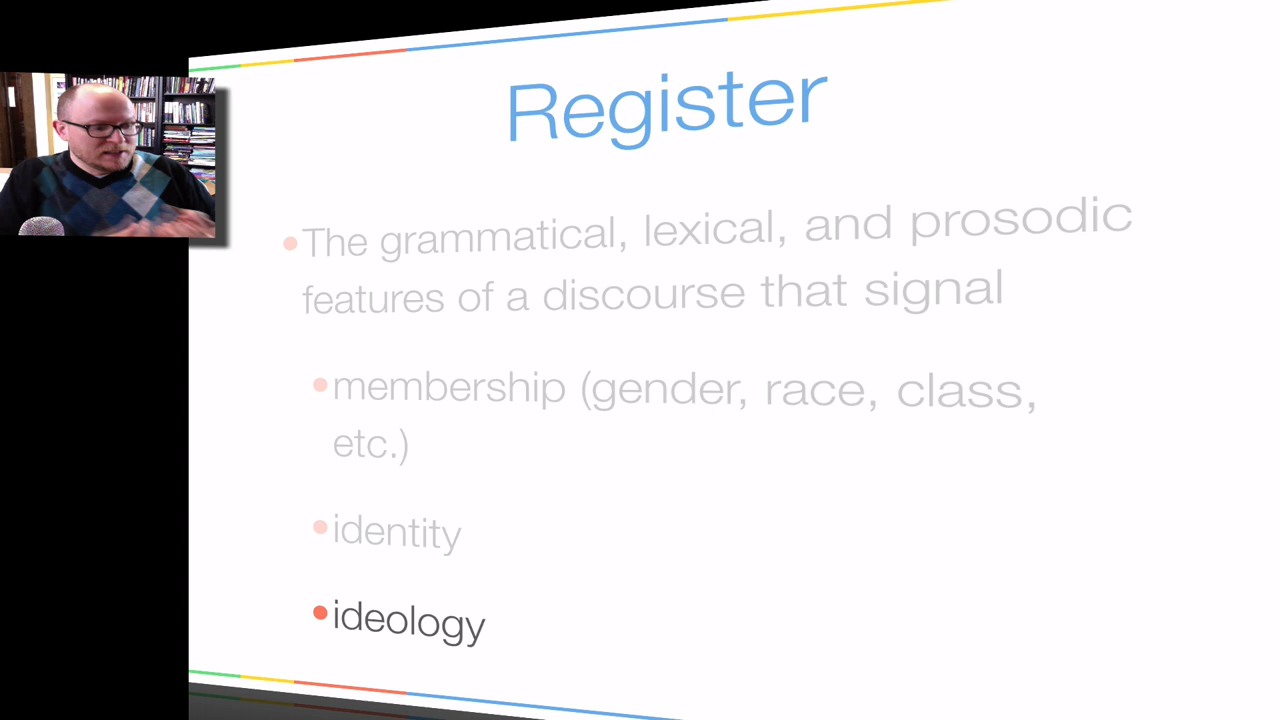 Register
•The grammatical, lexical, and prosodic
features of a discourse that signal
•membership (gender, race, class,
etc.)
•identity
•ideology